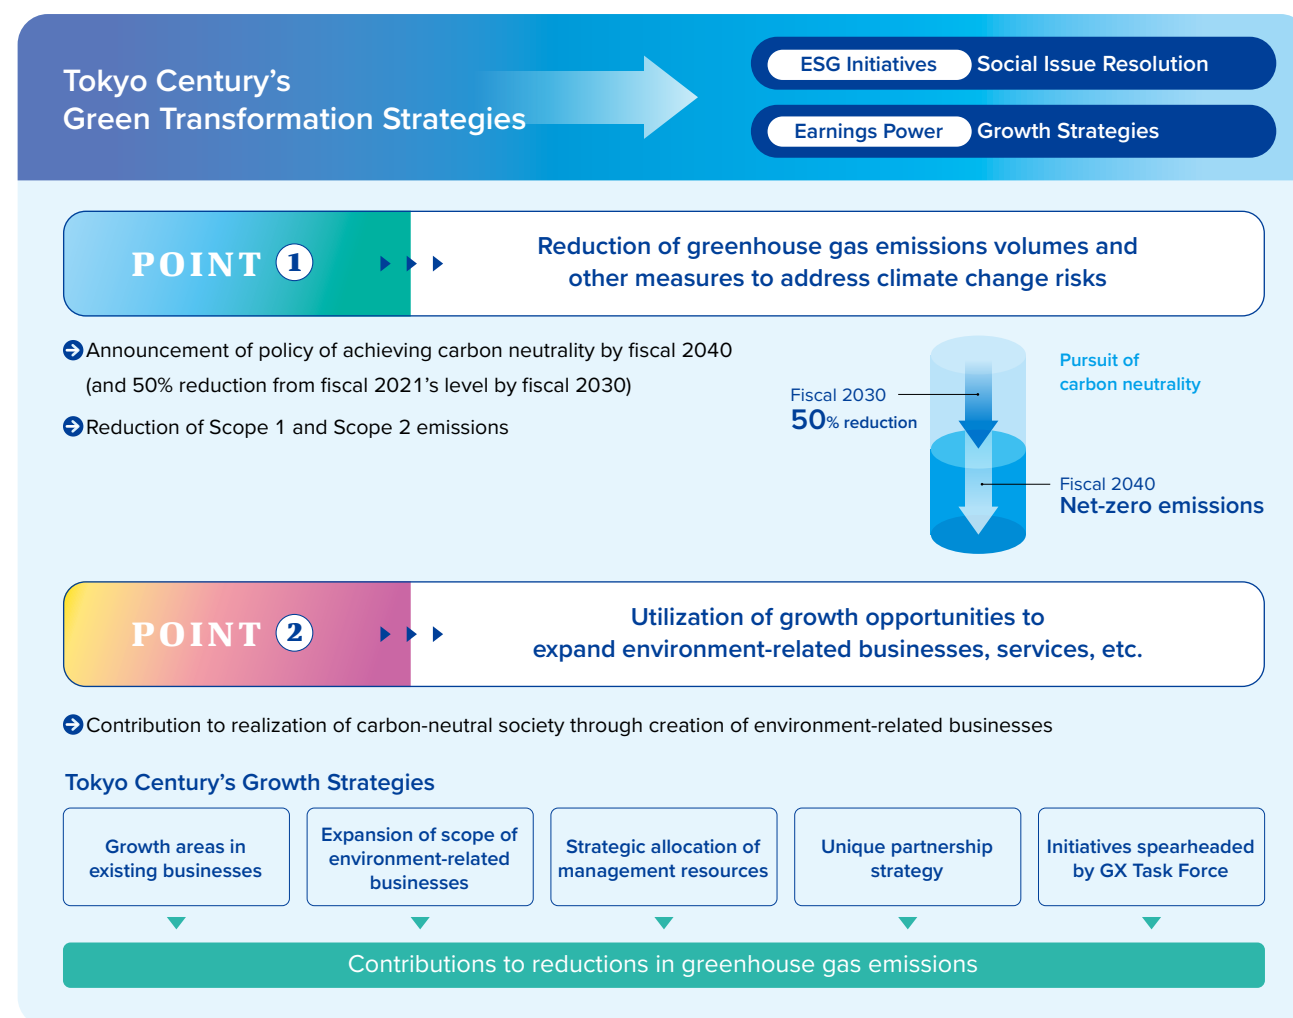 Tokyo Century’s
Green Transformation Strategies
ESG Initiatives Social Issue Resolution
Earnings Power Growth Strategies
POINT 1
Reduction of greenhouse gas emissions volumes and
other measures to address climate change risks
Announcement of policy of achieving carbon neutrality by fiscal 2040
(and 50% reduction from fiscal 2021’s level by fiscal 2030)
Reduction of Scope 1 and Scope 2 emissions
Pursuit of
carbon neutrality
Fiscal 2030
50% reduction
Fiscal 2040
Net-zero emissions
POINT 2
Utilization of growth opportunities to
expand environment-related businesses, services, etc.
Contribution to realization of carbon-neutral society through creation of environment-related businesses
Tokyo Century’s Growth Strategies
Growth areas in
existing businesses
Expansion of scope of
environment-related
businesses
Strategic allocation of
management resources
Unique partnership
strategy
Initiatives spearheaded
by GX Task Force
Contributions to reductions in greenhouse gas emissions